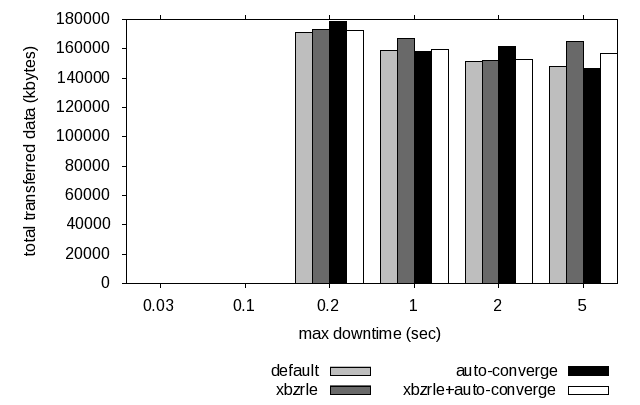 180000
160000
140000
120000
100000
80000
60000
40000
20000
0
total transferred data (kbytes)
0.03 0.1 0.2 1 2 5
max downtime (sec)
default auto-converge
xbzrle xbzrle+auto-converge